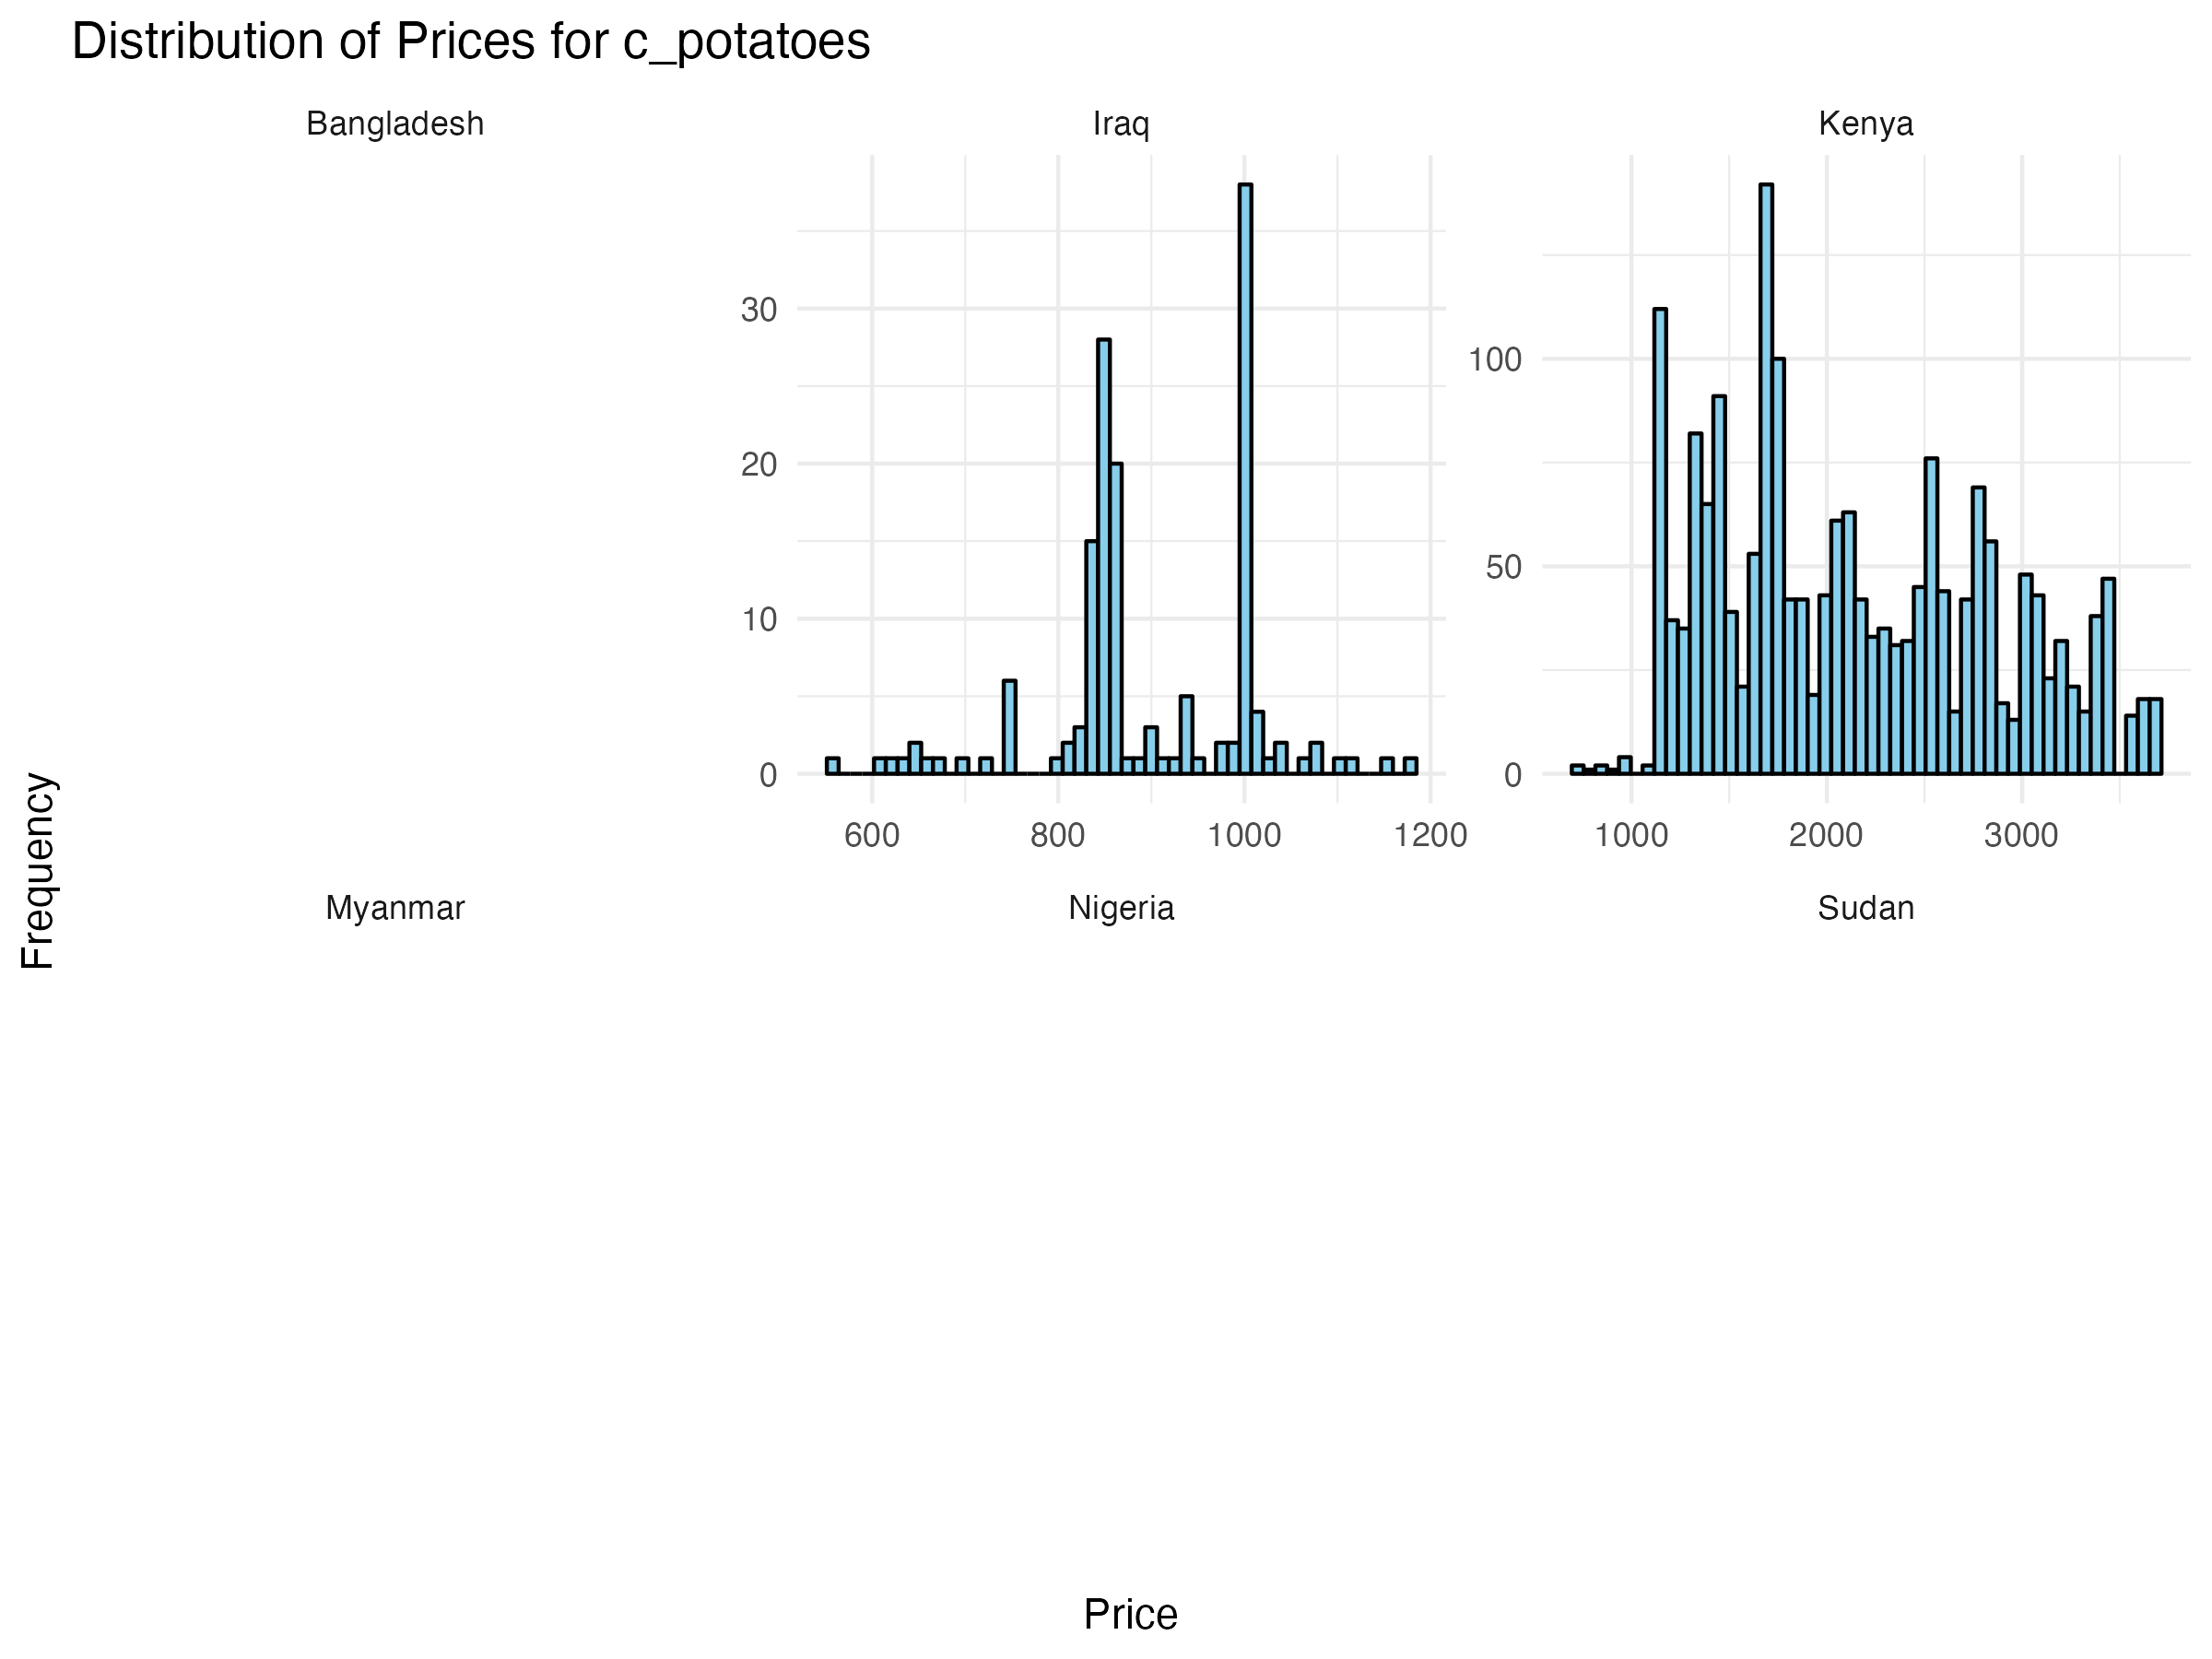 Distribution of Prices for c_potatoes
Bangladesh
Iraq
Kenya
30
20
10
0
600 800 1000 1200
100
50
0
1000 2000 3000
Myanmar
Nigeria
Sudan
Frequency
Price